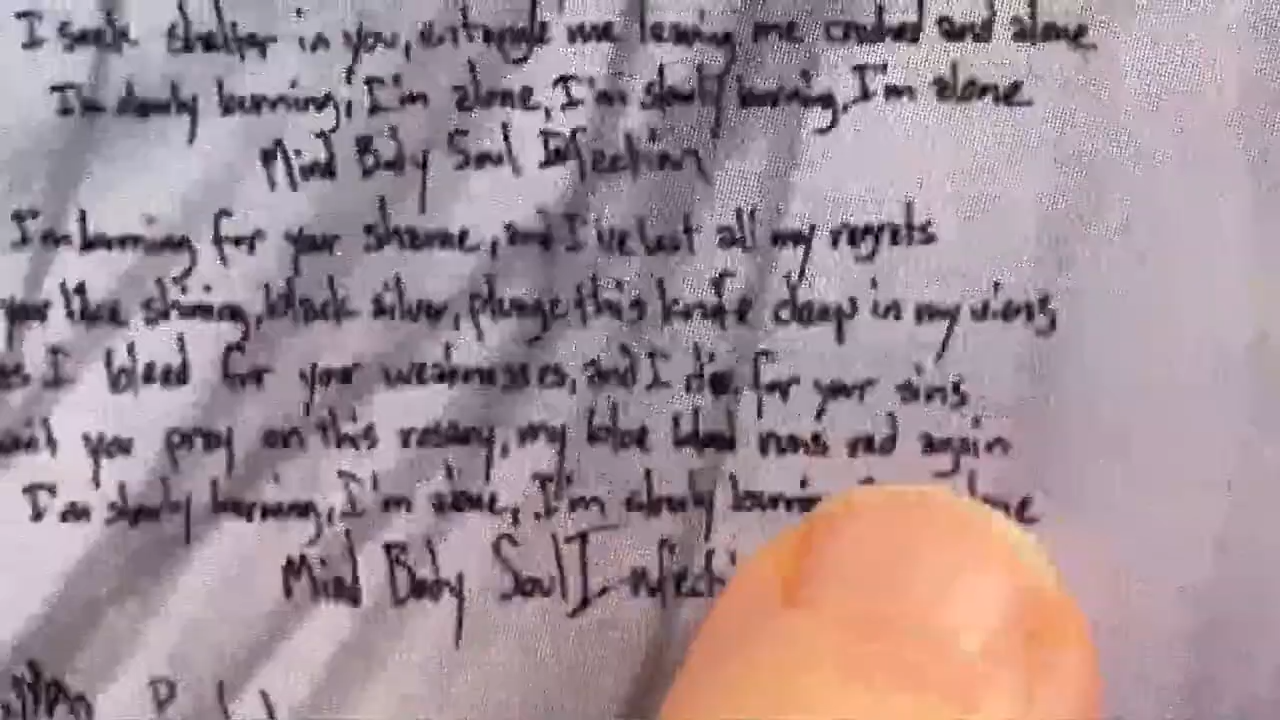 I seek shelter in you, entangle me leaving me crushed and alone
I'm slowly burning, I'm alone, I'm slowly burning, I'm alone
Mind Body Soul Infection
I'm burning for your shame, and I've lost all my regrets
your like shining, black silver, plunge this knife deep in my viens
as I bleed for your weaknesses, and I die for your sins
you pray on this rosary, my blue blood runs red again
I'm slowly burning, I'm alone, I'm slowly
Mind Body Soul